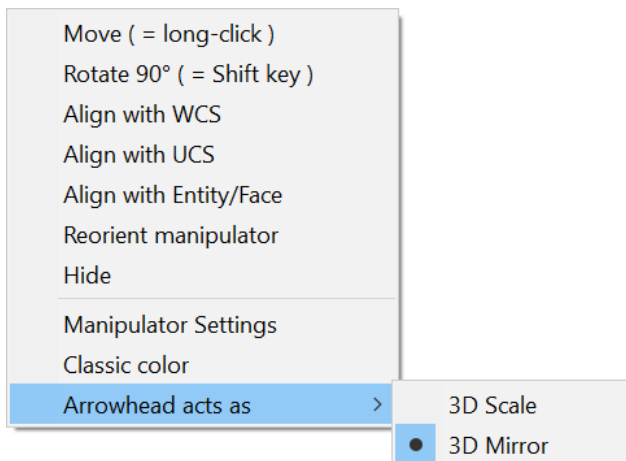 Move ( = long-click )
Rotate 90° ( = Shift key )
Align with WCS
Align with UCS
Align with Entity/Face
Reorient manipulator
Hide
Manipulator Settings
Classic color
Arrowhead acts as
3D Scale
3D Mirror